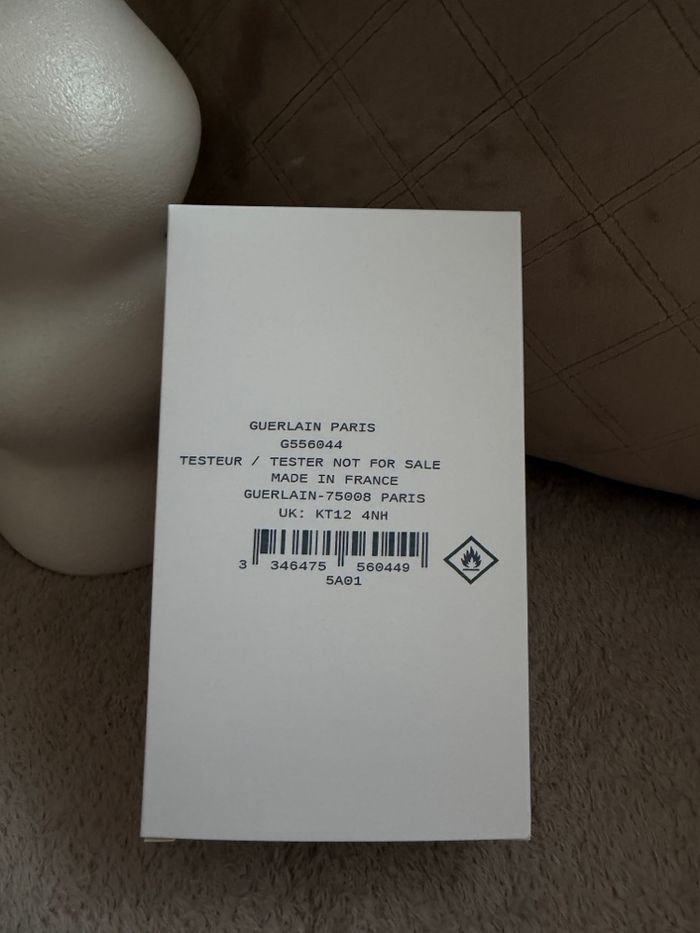 GUERLAIN PARIS
G556044
TESTEUR / TESTER NOT FOR SALE
MADE IN FRANCE
GUERLAIN-75008 PARIS
UK: KT12 4NH
3 346475 560449
5A01